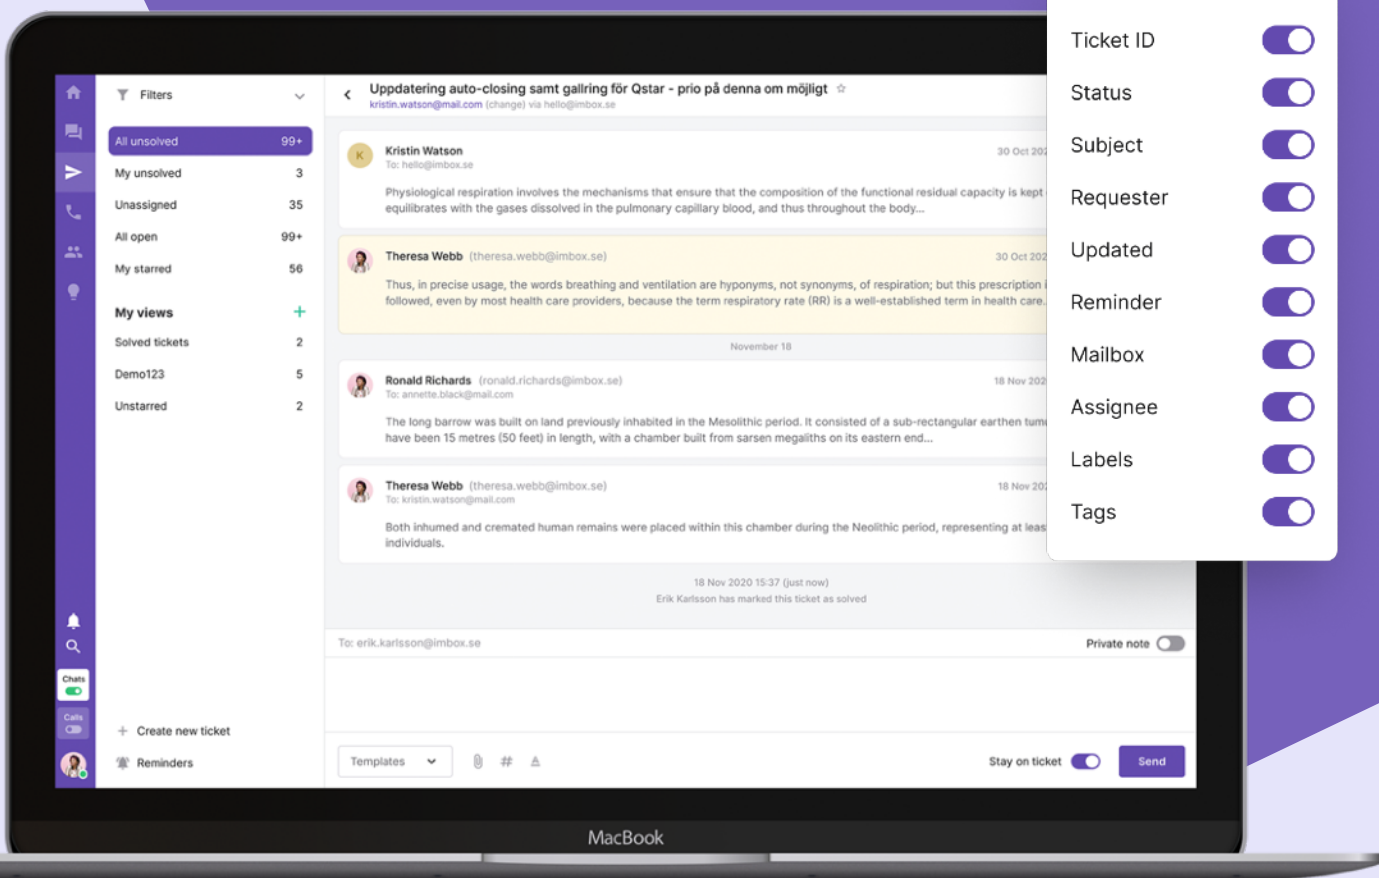 Filters
All unsolved 99+
My unsolved 3
Unassigned 35
All open 99+
My starred 56
My views +
Solved tickets 2
Demo123 5
Unstarred 2
+ Create new ticket
Reminders
Chats
Calls
Uppdatering auto-closing samt gallring för Qstar - prio på denna om möjligt
kristin.watson@mail.com (change) via hello@imbox.se
K
Kristin Watson 30 Oct 202
To: hello@imbox.se
Physiological respiration involves the mechanisms that ensure that the composition of the functional residual capacity is kept
equilibrates with the gases dissolved in the pulmonary capillary blood, and thus throughout the body...
Theresa Webb (theresa.webb@imbox.se) 30 Oct 202
Thus, in precise usage, the words breathing and ventilation are hyponyms, not synonyms, of respiration; but this prescription i
followed, even by most health care providers, because the term respiratory rate (RR) is a well-established term in health care.
November 18
Ronald Richards (ronald.richards@imbox.se) 18 Nov 202
To: annette.black@mail.com
The long barrow was built on land previously inhabited in the Mesolithic period. It consisted of a sub-rectangular earthen tumu
have been 15 metres (50 feet) in length, with a chamber built from sarsen megaliths on its eastern end...
Theresa Webb (theresa.webb@imbox.se) 18 Nov 202
To: kristin.watson@mail.com
Both inhumed and cremated human remains were placed within this chamber during the Neolithic period, representing at leas
individuals.
18 Nov 2020 15:37 (just now)
Erik Karlsson has marked this ticket as solved
To: erik.karlsson@imbox.se Private note
Templates # A Stay on ticket Send
Ticket ID
Status
Subject
Requester
Updated
Reminder
Mailbox
Assignee
Labels
Tags
MacBook